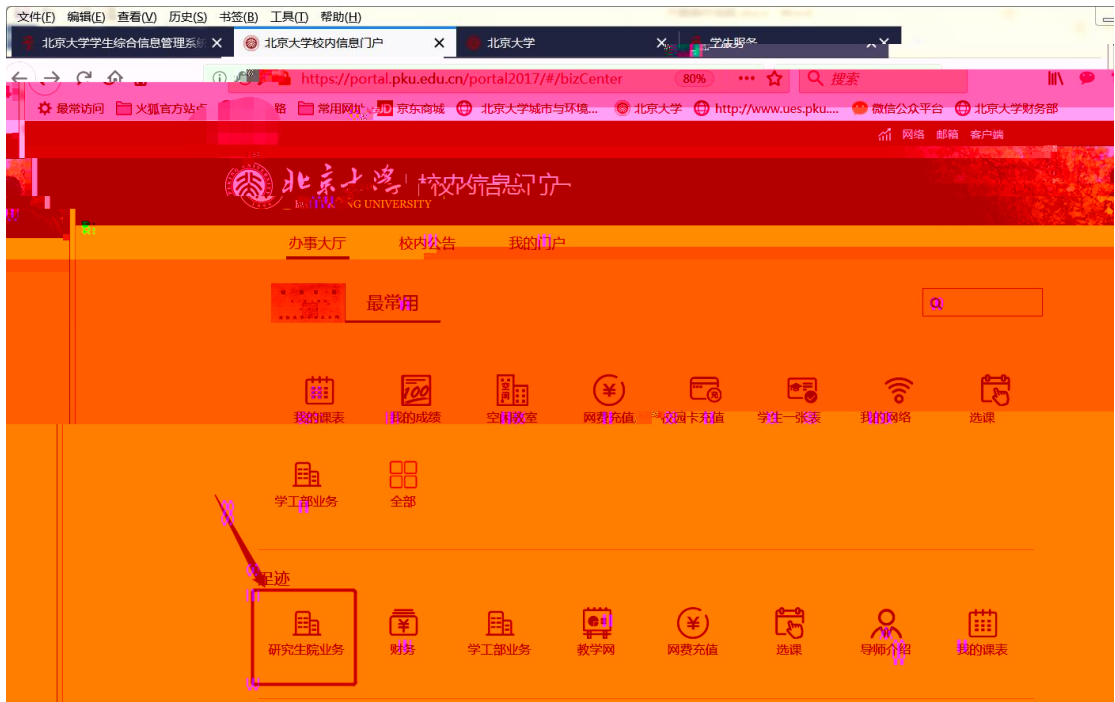 文件(F) 编辑(E) 查看(V) 历史(S) 书签(B) 工具(T) 帮助(H)
北京大学学生综合信息管理系统 北京大学校内信息门户 北京大学
https://portal.pku.edu.cn/portal2017/#/bizCenter 80% 搜索
最常访问 火狐官方站点 常用网址 JD 京东商城 北京大学城市与环境... 北京大学 http://www.ues.pku.... 微信公众平台 北京大学财务部
网络 邮箱 客户端
北京大学 校内信息门户
NG UNIVERSITY
办事大厅 校内公告 我的门户
最常用
我的课表 我的成绩 空闲教室 网费充值 校园卡充值 学生一张表 我的网络 选课
学工部业务 全部
足迹
研究生院业务 财务 学工部业务 教学网 网费充值 选课 导师介绍 我的课表